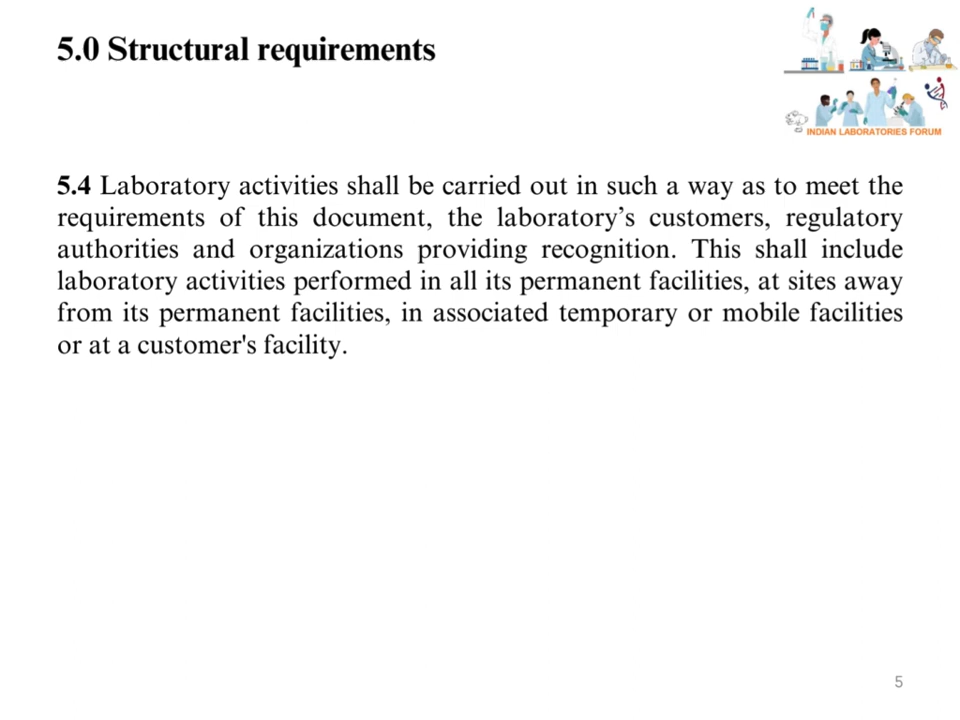 5.0 Structural requirements
INDIAN LABORATORIES FORUM
5.4 Laboratory activities shall be carried out in such a way as to meet the
requirements of this document, the laboratory’s customers, regulatory
authorities and organizations providing recognition. This shall include
laboratory activities performed in all its permanent facilities, at sites away
from its permanent facilities, in associated temporary or mobile facilities
or at a customer's facility.
5